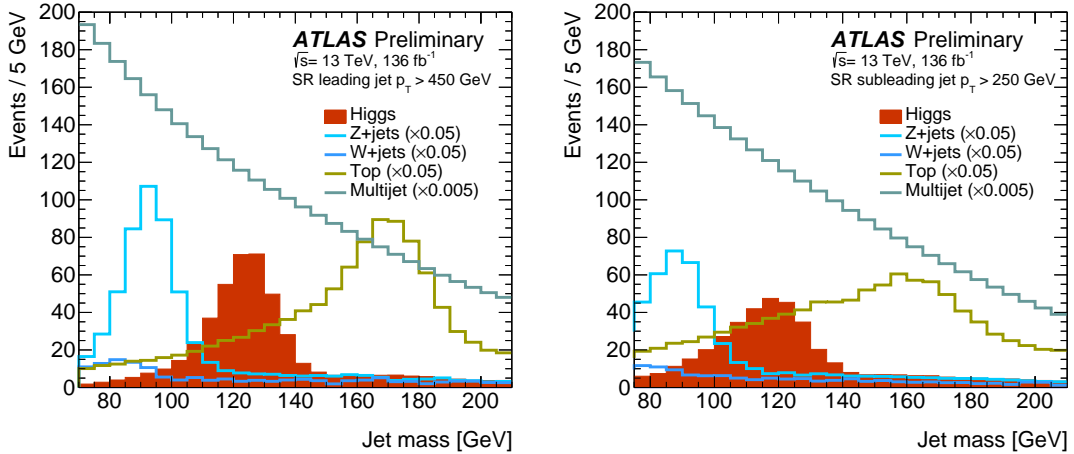 Events / 5 GeV
200
180
160
140
120
100
80
60
40
20
0
ATLAS Preliminary
√s= 13 TeV, 136 fb-1
SR leading jet pT > 450 GeV
Higgs
Z+jets (×0.05)
W+jets (×0.05)
Top (×0.05)
Multijet (×0.005)
80 100 120 140 160 180 200
Jet mass [GeV]
Events / 5 GeV
200
180
160
140
120
100
80
60
40
20
0
ATLAS Preliminary
√s= 13 TeV, 136 fb-1
SR subleading jet pT > 250 GeV
Higgs
Z+jets (×0.05)
W+jets (×0.05)
Top (×0.05)
Multijet (×0.005)
80 100 120 140 160 180 200
Jet mass [GeV]